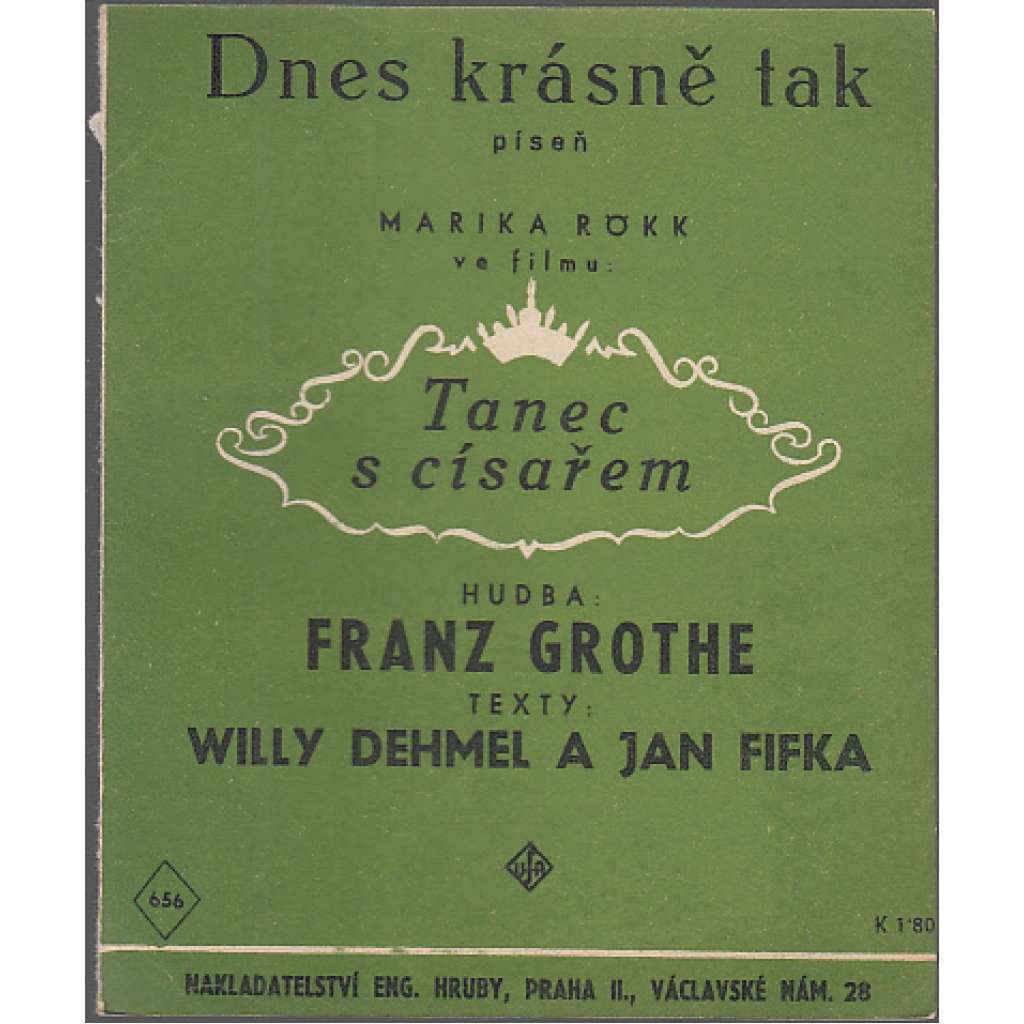 Dnes krásně tak
píseň
MARIKA RÖKK
ve filmu:
Tanec
s císařem
HUDBA:
FRANZ GROTHE
TEXTY:
WILLY DEHMEL A JAN FIFKA
UFA
656
K 1·80
NAKLADATELSTVÍ ENG. HRUBY, PRAHA II., VÁCLAVSKÉ NÁM. 28